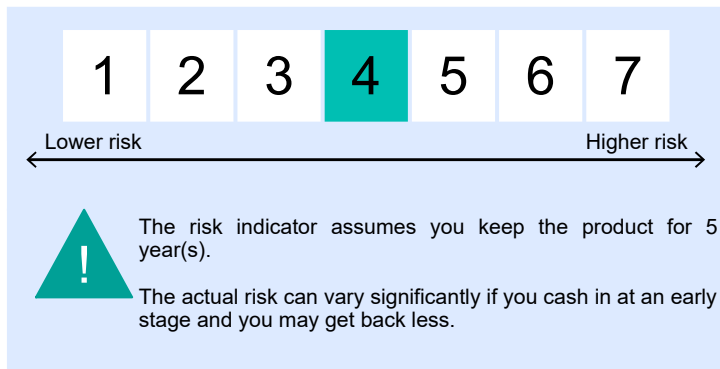 1 2 3 4 5 6 7
Lower risk Higher risk
!
The risk indicator assumes you keep the product for 5
year(s).
The actual risk can vary significantly if you cash in at an early
stage and you may get back less.